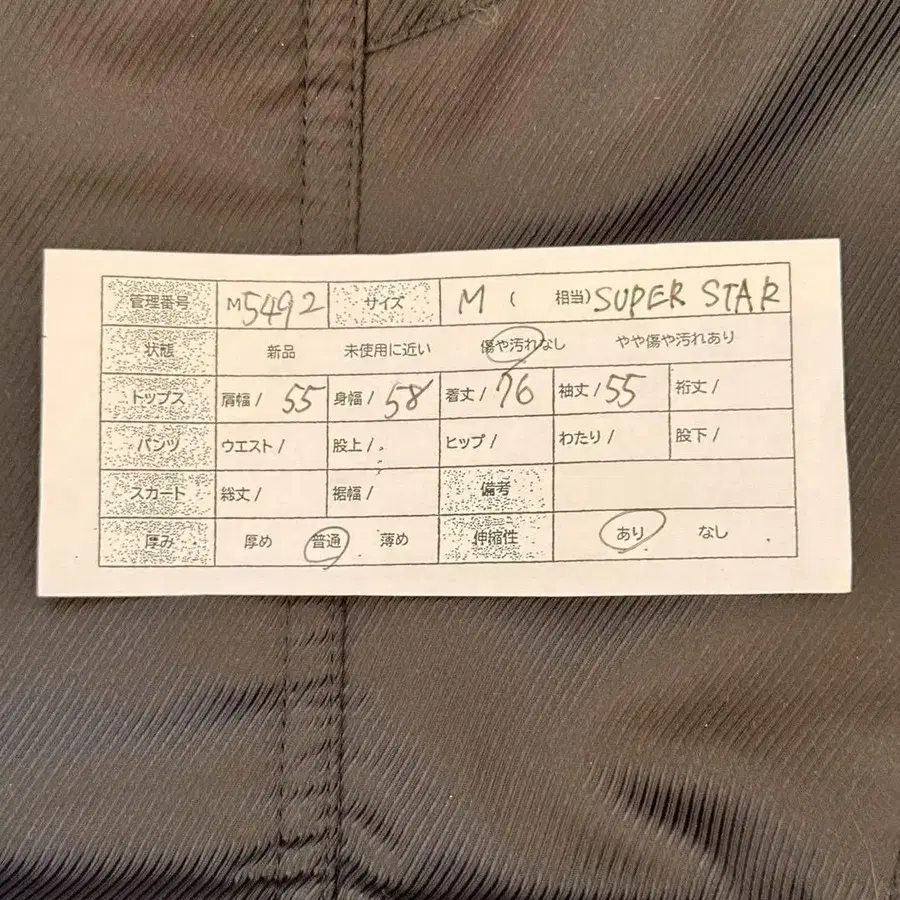 管理番号 M5492 サイズ M ( 相当) SUPER STAR
状態 新品 未使用に近い 傷や汚れなし やや傷や汚れあり
トップス 肩幅 / 55 身幅 / 58 着丈 / 76 袖丈 / 55 裄丈 /
パンツ ウエスト / 股上 / ヒップ / わたり / 股下 /
スカート 総丈 / 裾幅 / 備考
厚み 厚め 普通 薄め 伸縮性 あり なし